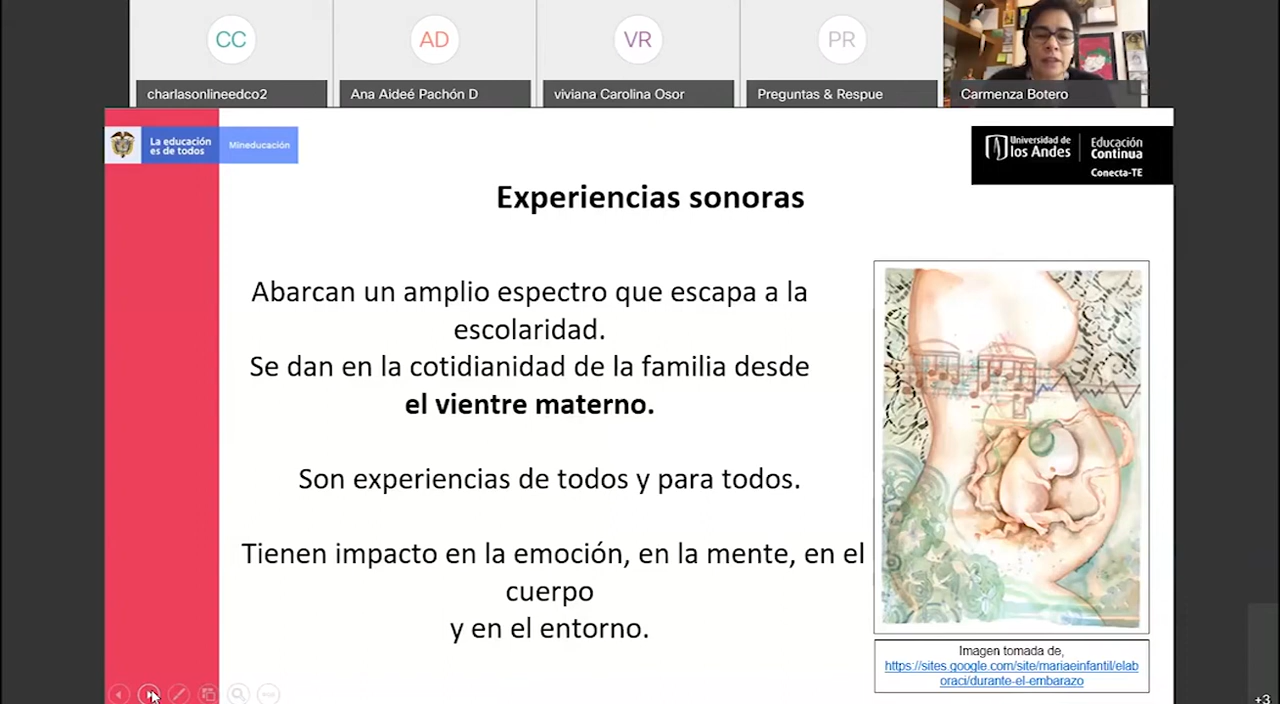 CC
AD
VR
PR
charlasonlineedco2
Ana Aideé Pachón D
viviana Carolina Osor
Preguntas & Respue
Carmenza Botero
La educación
es de todos
Mineducación
Universidad de
los Andes
Educación
Continua
Conecta-TE
Experiencias sonoras
Abarcan un amplio espectro que escapa a la
escolaridad.
Se dan en la cotidianidad de la familia desde
el vientre materno.
Son experiencias de todos y para todos.
Tienen impacto en la emoción, en la mente, en el
cuerpo
y en el entorno.
Imagen tomada de,
https://sites.google.com/site/mariaeinfantil/elab
oraci/durante-el-embarazo
+3